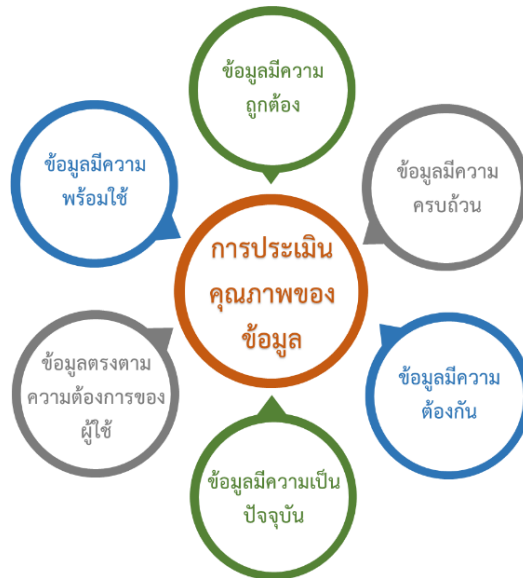 ข้อมูลมีความ
ถูกต้อง
ข้อมูลมีความ
ครบถ้วน
ข้อมูลมีความ
ต้องกัน
ข้อมูลมีความเป็น
ปัจจุบัน
ข้อมูลตรงตาม
ความต้องการของ
ผู้ใช้
ข้อมูลมีความ
พร้อมใช้
การประเมิน
คุณภาพของ
ข้อมูล